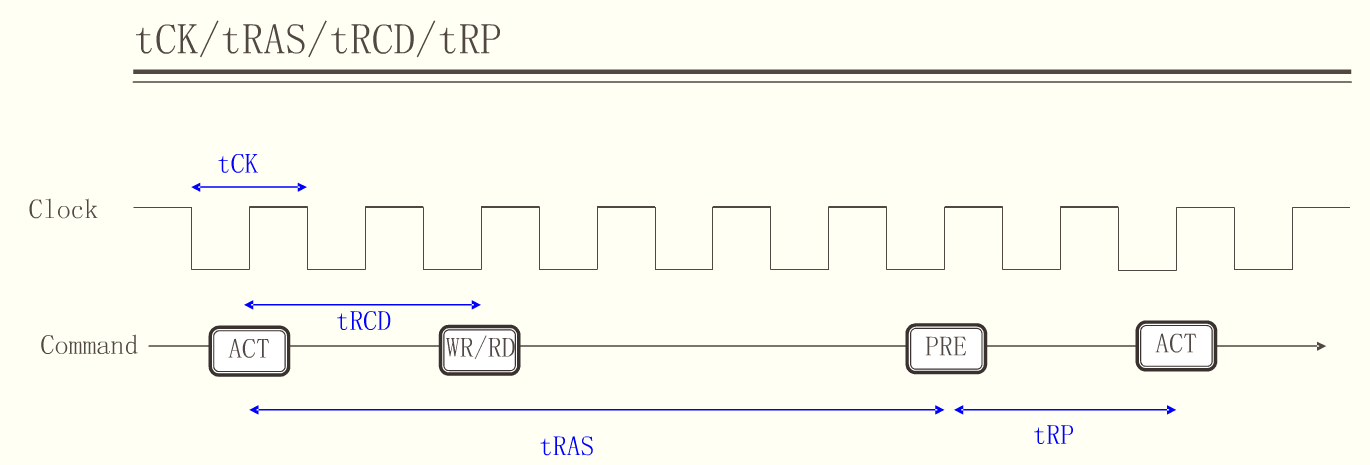 tCK/tRAS/tRCD/tRP
tCK
Clock
tRCD
Command
ACT
WR/RD
PRE
ACT
tRAS
tRP